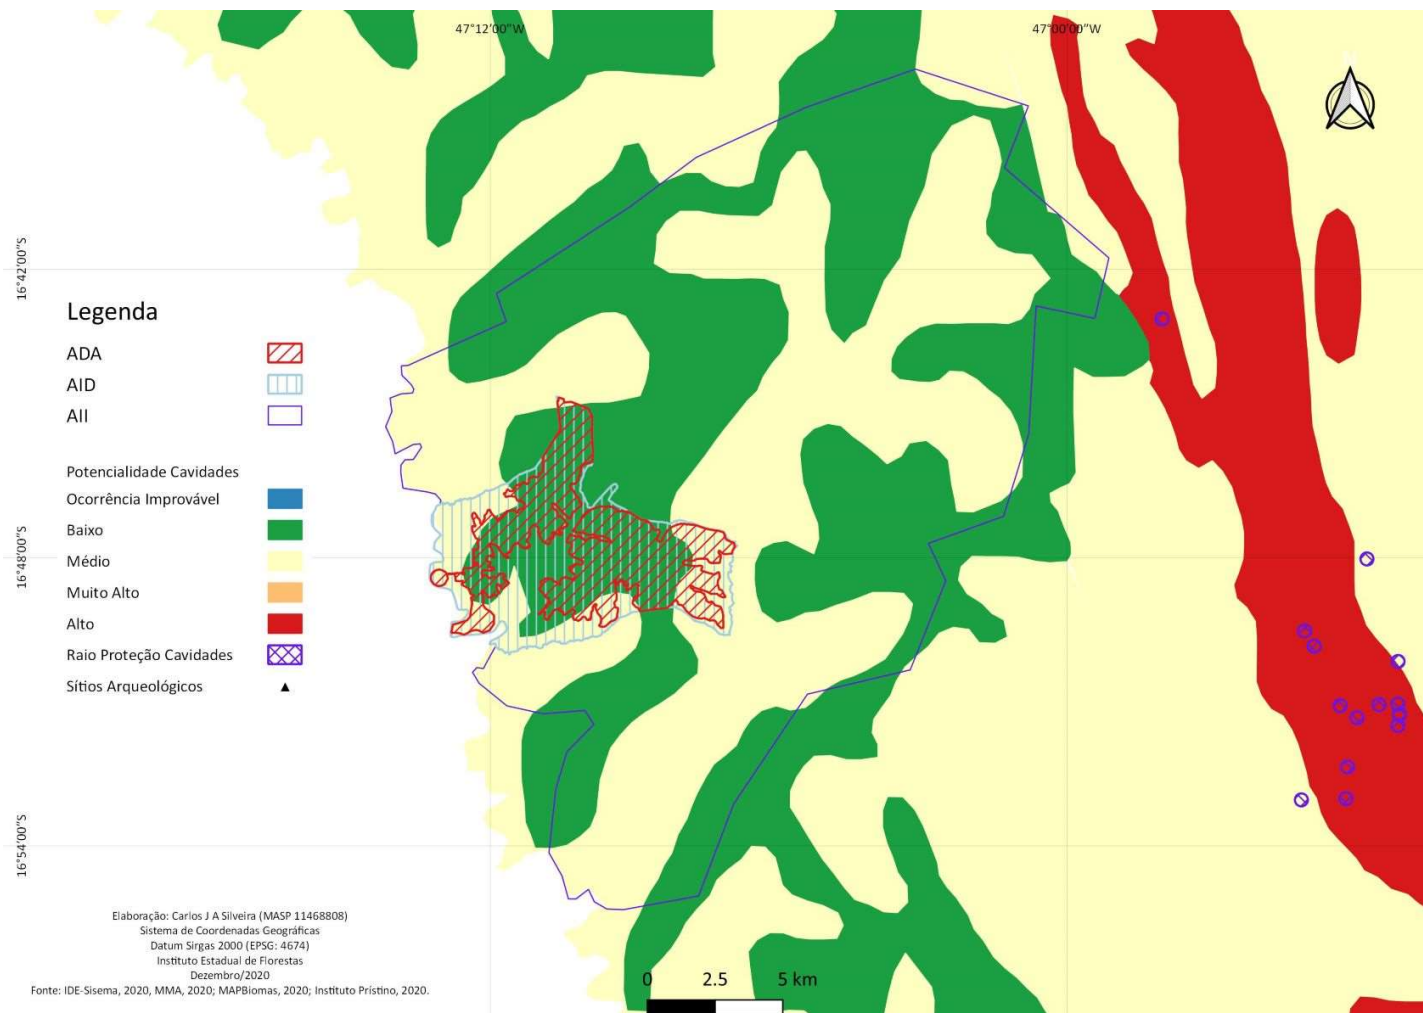 47°12'00"W
47°00'00"W
16°42'00"S
Legenda
ADA
AID
AII
Potencialidade Cavidades
Ocorrência Improvável
Baixo
16°48'00"S
Médio
Muito Alto
Alto
Raio Proteção Cavidades
Sítios Arqueológicos
16°54'00"S
Elaboração: Carlos J A Silveira (MASP 11468808)
Sistema de Coordenadas Geográficas
Datum Sirgas 2000 (EPSG: 4674)
Instituto Estadual de Florestas
Dezembro/2020
Fonte: IDE-Sisema, 2020, MMA, 2020; MAPBiomas, 2020; Instituto Prístino, 2020.
0 2.5 5 km